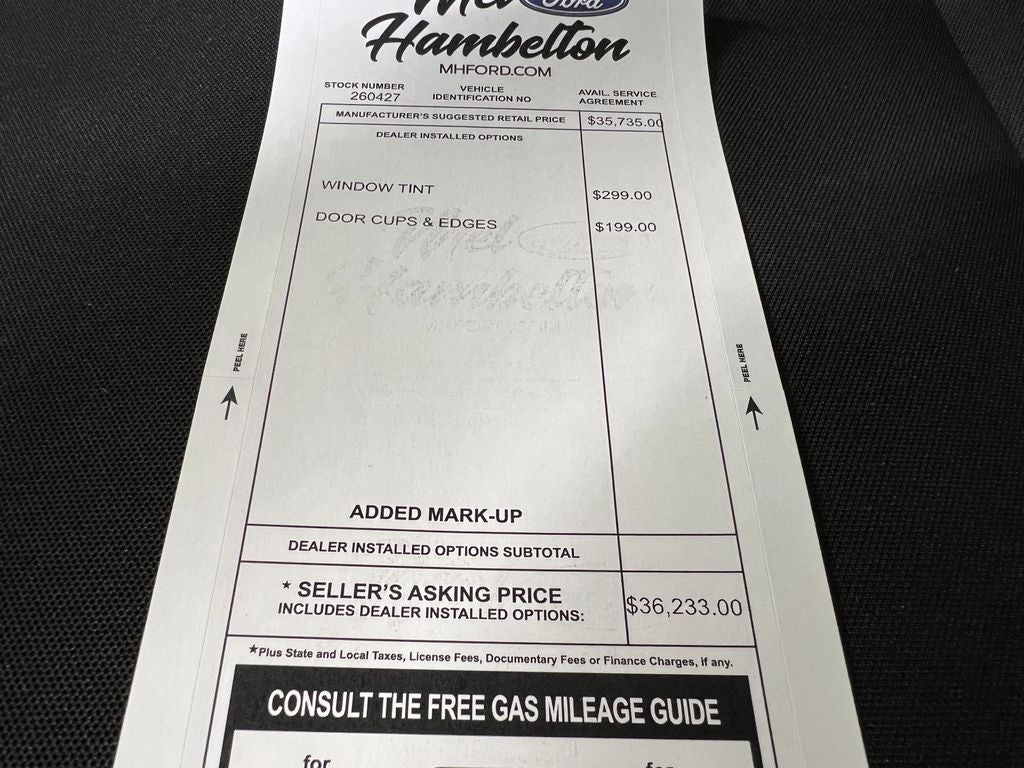 Mel Ford
Hambelton
MHFORD.COM
STOCK NUMBER
260427
VEHICLE
IDENTIFICATION NO
AVAIL. SERVICE
AGREEMENT
MANUFACTURER'S SUGGESTED RETAIL PRICE $35,735.00
DEALER INSTALLED OPTIONS
WINDOW TINT $299.00
DOOR CUPS & EDGES $199.00
PEEL HERE
PEEL HERE
ADDED MARK-UP
DEALER INSTALLED OPTIONS SUBTOTAL
* SELLER'S ASKING PRICE
INCLUDES DEALER INSTALLED OPTIONS: $36,233.00
*Plus State and Local Taxes, License Fees, Documentary Fees or Finance Charges, if any.
CONSULT THE FREE GAS MILEAGE GUIDE
for